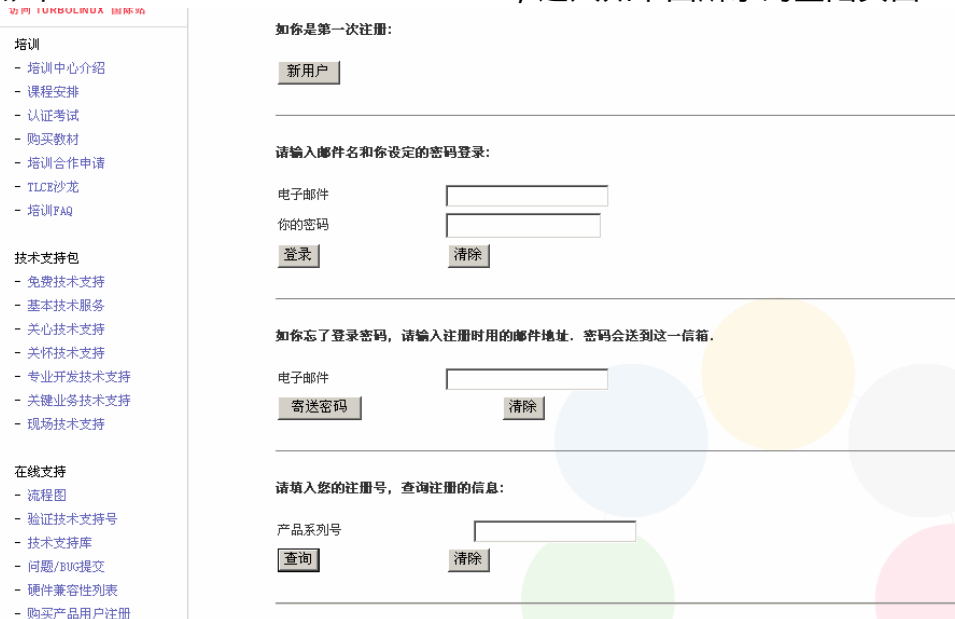 访问 TURBOLINUX 国际站
培训
- 培训中心介绍
- 课程安排
- 认证考试
- 购买教材
- 培训合作申请
- TLCE沙龙
- 培训FAQ
技术支持包
- 免费技术支持
- 基本技术服务
- 关心技术支持
- 关怀技术支持
- 专业开发技术支持
- 关键业务技术支持
- 现场技术支持
在线支持
- 流程图
- 验证技术支持号
- 技术支持库
- 问题/BUG提交
- 硬件兼容性列表
- 购买产品用户注册
如你是第一次注册:
新用户
请输入邮件名和你设定的密码登录:
电子邮件
你的密码
登录 清除
如你忘了登录密码, 请输入注册时用的邮件地址. 密码会送到这一信箱.
电子邮件
寄送密码 清除
请填入您的注册号, 查询注册的信息:
产品系列号
查询 清除